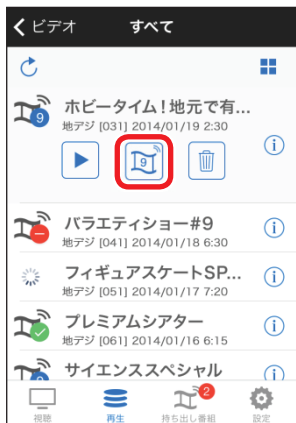 ビデオ すべて
9
ホビータイム!地元で有...
地デジ [031] 2014/01/19 2:30
9
バラエティショー#9
地デジ [041] 2014/01/18 6:30
フィギュアスケートSP...
地デジ [051] 2014/01/17 7:20
プレミアムシアター
地デジ [061] 2014/01/16 6:15
サイエンススペシャル
2
視聴 再生 持ち出し番組 設定